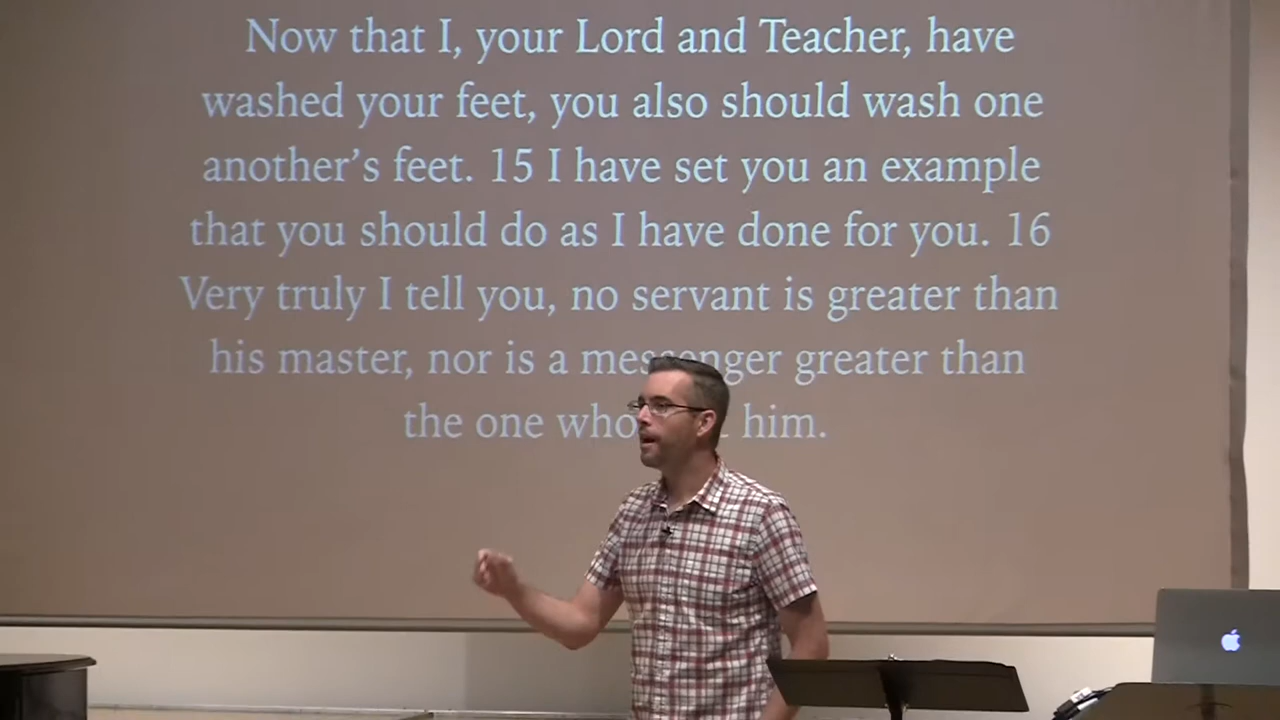 Now that I, your Lord and Teacher, have
washed your feet, you also should wash one
another’s feet. 15 I have set you an example
that you should do as I have done for you. 16
Very truly I tell you, no servant is greater than
his master, nor is a messenger greater than
the one who him.